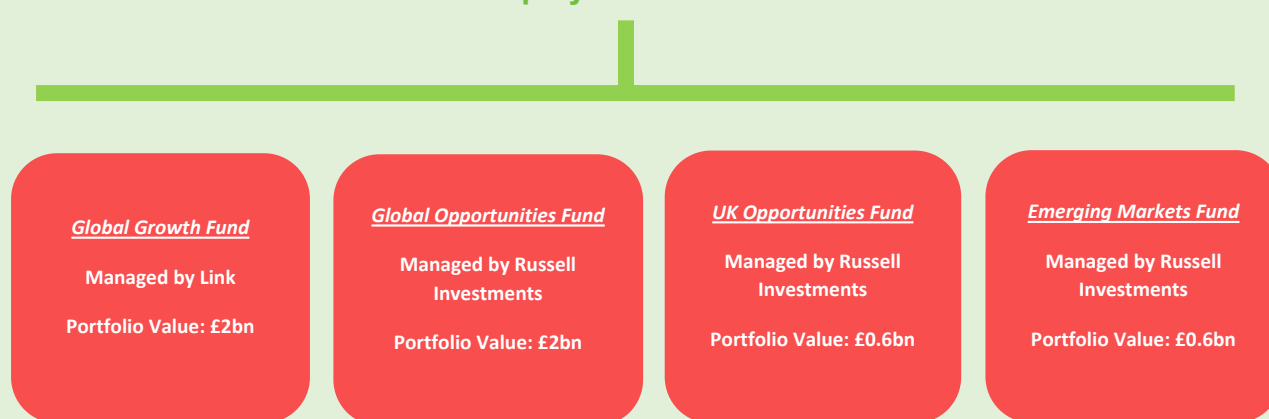 Global Growth Fund
Managed by Link
Portfolio Value: £2bn
Global Opportunities Fund
Managed by Russell
Investments
Portfolio Value: £2bn
UK Opportunities Fund
Managed by Russell
Investments
Portfolio Value: £0.6bn
Emerging Markets Fund
Managed by Russell
Investments
Portfolio Value: £0.6bn